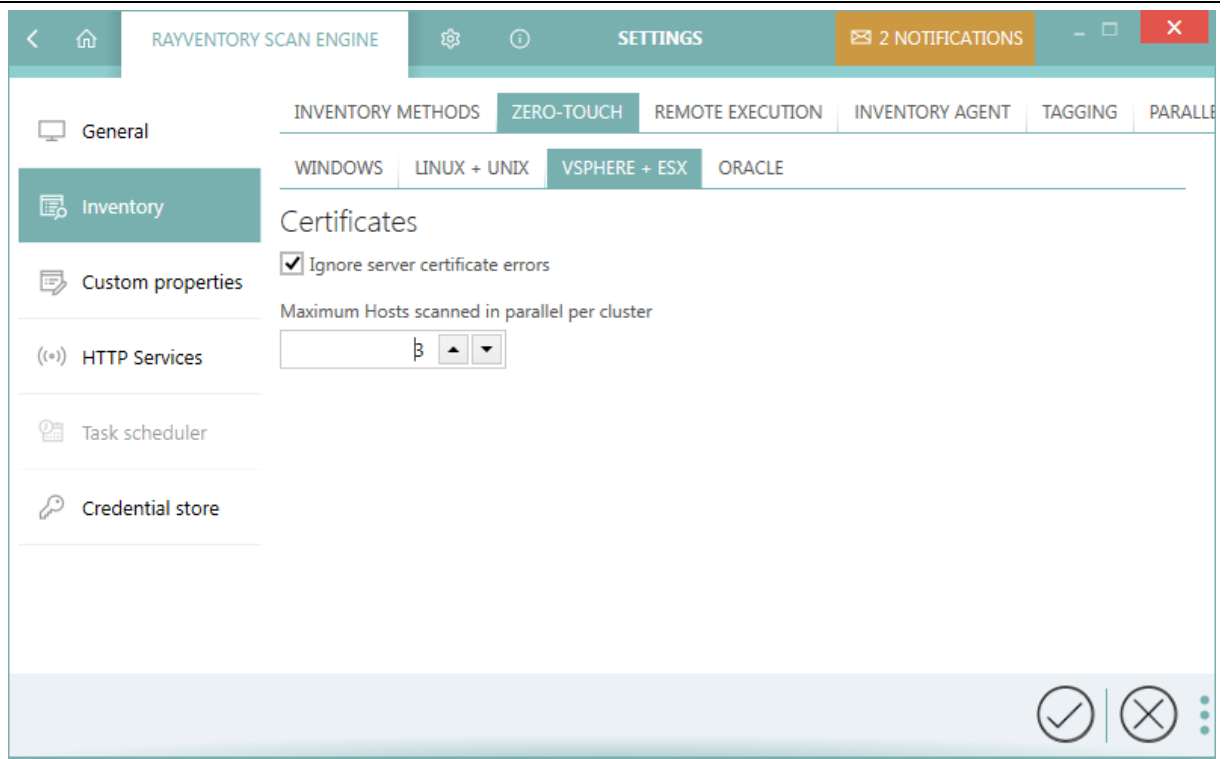 RAYVENTORY SCAN ENGINE
SETTINGS
2 NOTIFICATIONS
General
Inventory
Custom properties
HTTP Services
Task scheduler
Credential store
INVENTORY METHODS ZERO-TOUCH REMOTE EXECUTION INVENTORY AGENT TAGGING PARALLE
WINDOWS LINUX + UNIX VSPHERE + ESX ORACLE
Certificates
Ignore server certificate errors
Maximum Hosts scanned in parallel per cluster
3